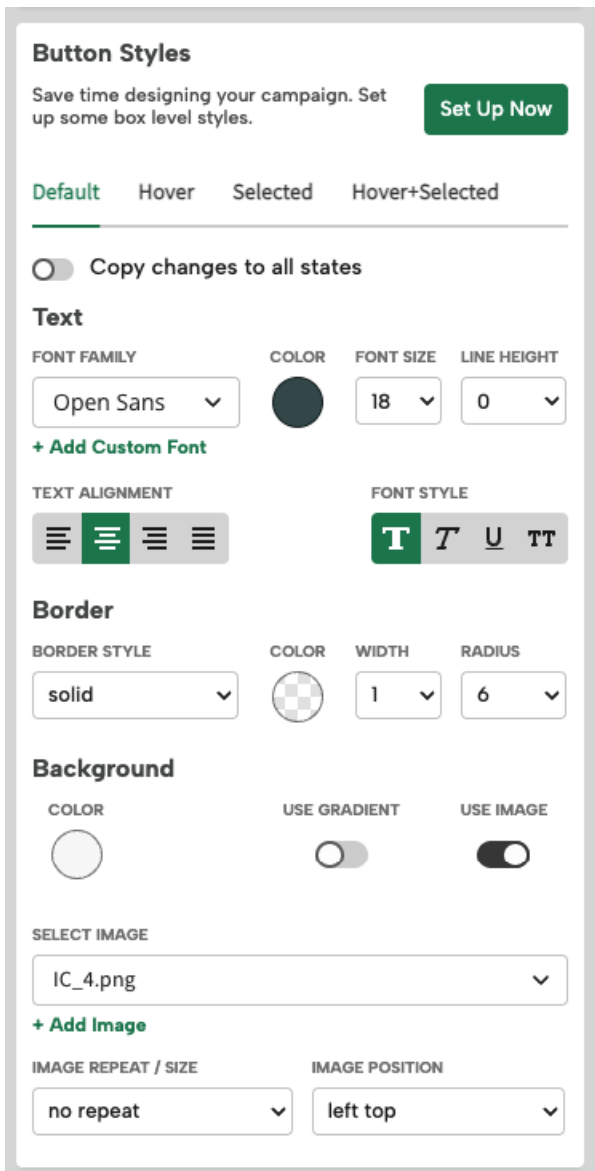 Button Styles
Save time designing your campaign. Set
up some box level styles.
Set Up Now
Default Hover Selected Hover+Selected
Copy changes to all states
Text
FONT FAMILY COLOR FONT SIZE LINE HEIGHT
Open Sans 18 0
+ Add Custom Font
TEXT ALIGNMENT FONT STYLE
T T U TT
Border
BORDER STYLE COLOR WIDTH RADIUS
solid 1 6
Background
COLOR USE GRADIENT USE IMAGE
SELECT IMAGE
IC_4.png
+ Add Image
IMAGE REPEAT / SIZE IMAGE POSITION
no repeat left top